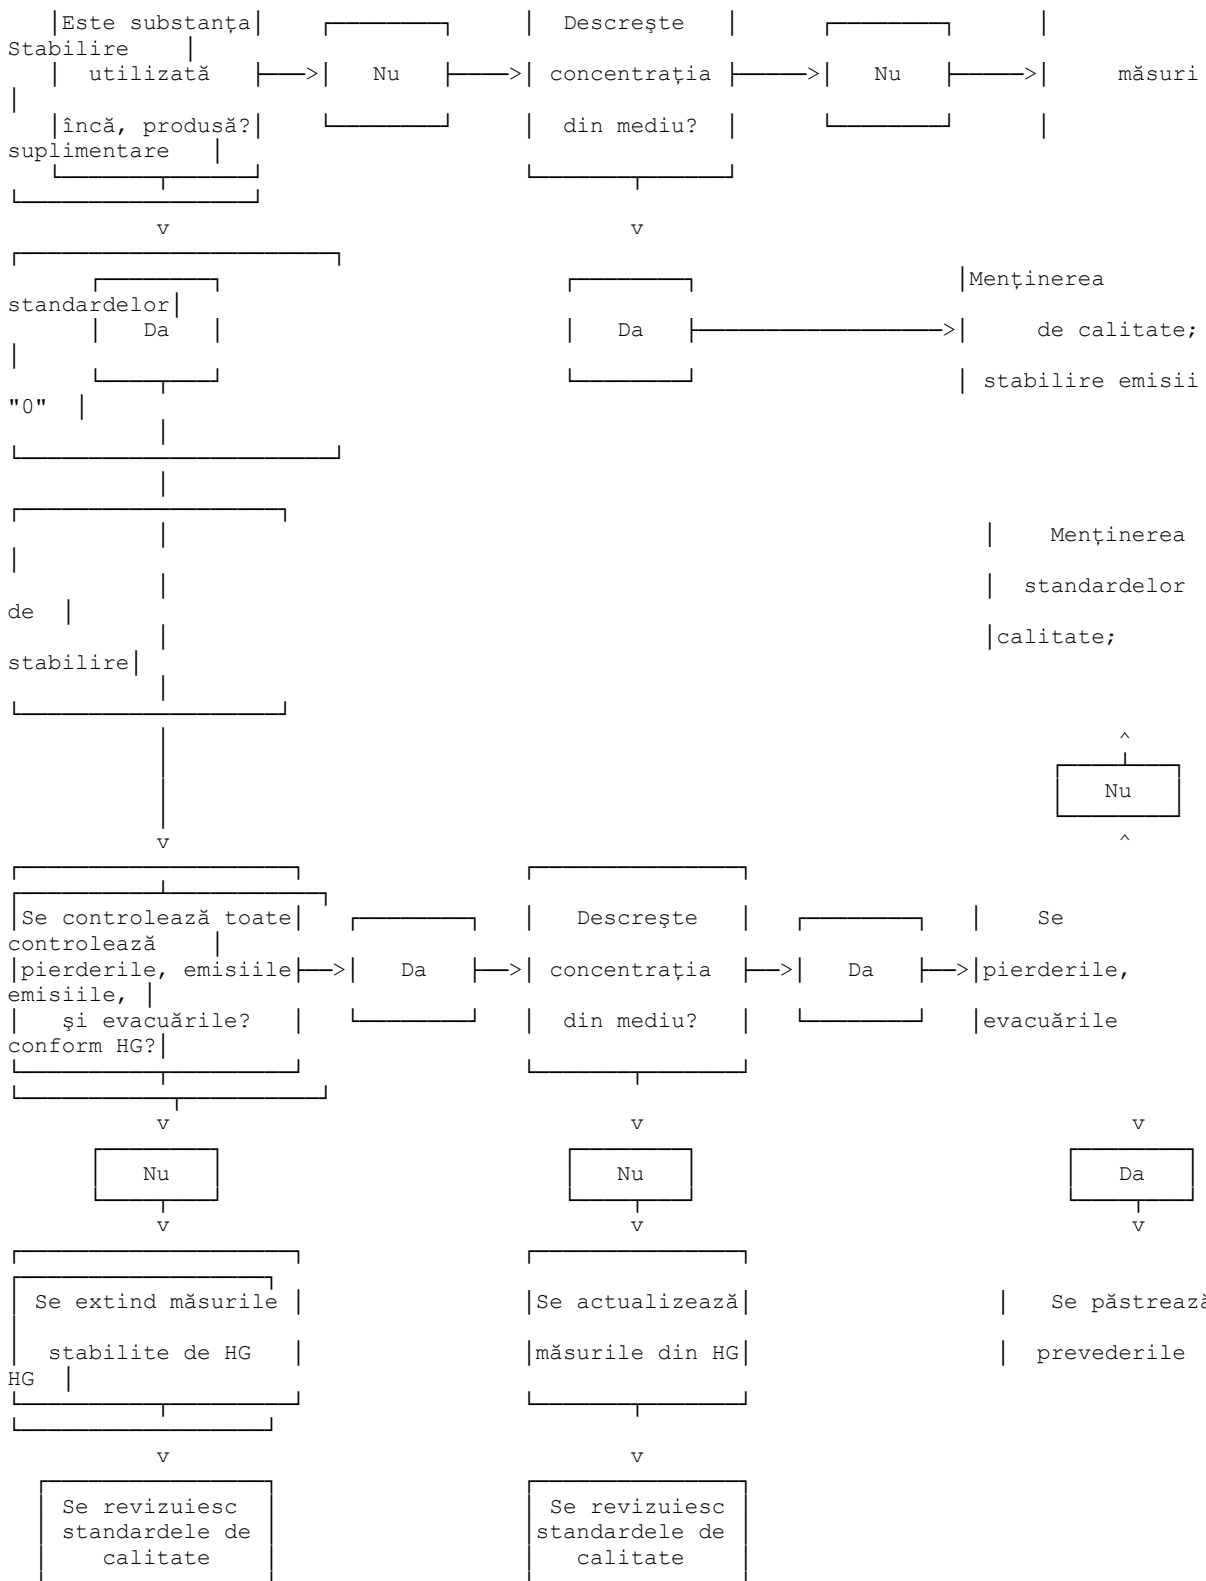 Este substanţa Descreşte
Stabilire
utilizată Nu concentraţia Nu măsuri
încă, produsă? din mediu?
suplimentare
v v
standardelor Menţinerea
Da Da de calitate;
stabilire emisii
"0"
Menţinerea
standardelor
de
calitate;
stabilire
^
Nu
v ^
Se controlează toate Descreşte Se
controlează
pierderile, emisiile Da concentraţia Da pierderile,
emisiile,
şi evacuările? din mediu? evacuările
conform HG?
v v v
Nu Nu Da
v v v
Se extind măsurile Se actualizează Se păstrează
stabilite de HG măsurile din HG prevederile
HG
v v
Se revizuiesc Se revizuiesc
standardele de standardele de
calitate calitate